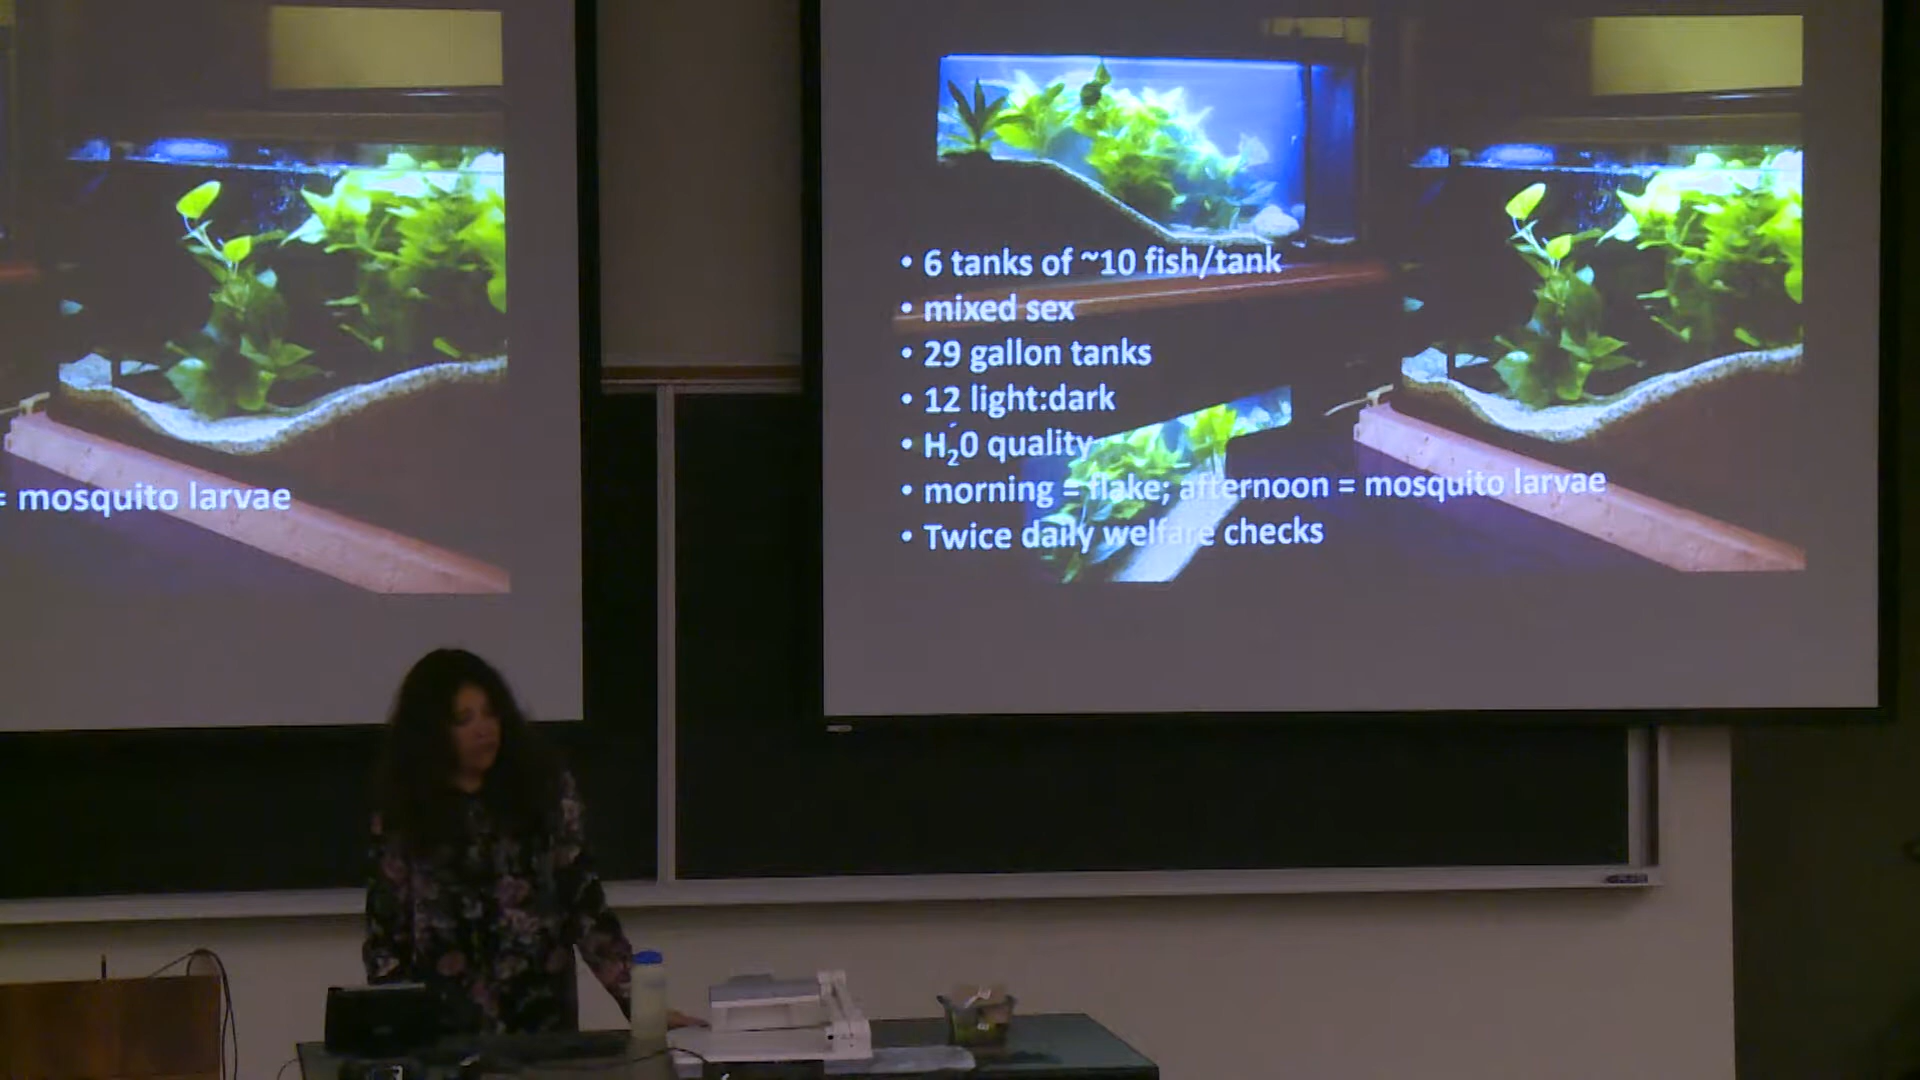 = mosquito larvae
• 6 tanks of ~10 fish/tank
• mixed sex
• 29 gallon tanks
• 12 light:dark
• H₂0 quality
• morning = flake; afternoon = mosquito larvae
• Twice daily welfare checks